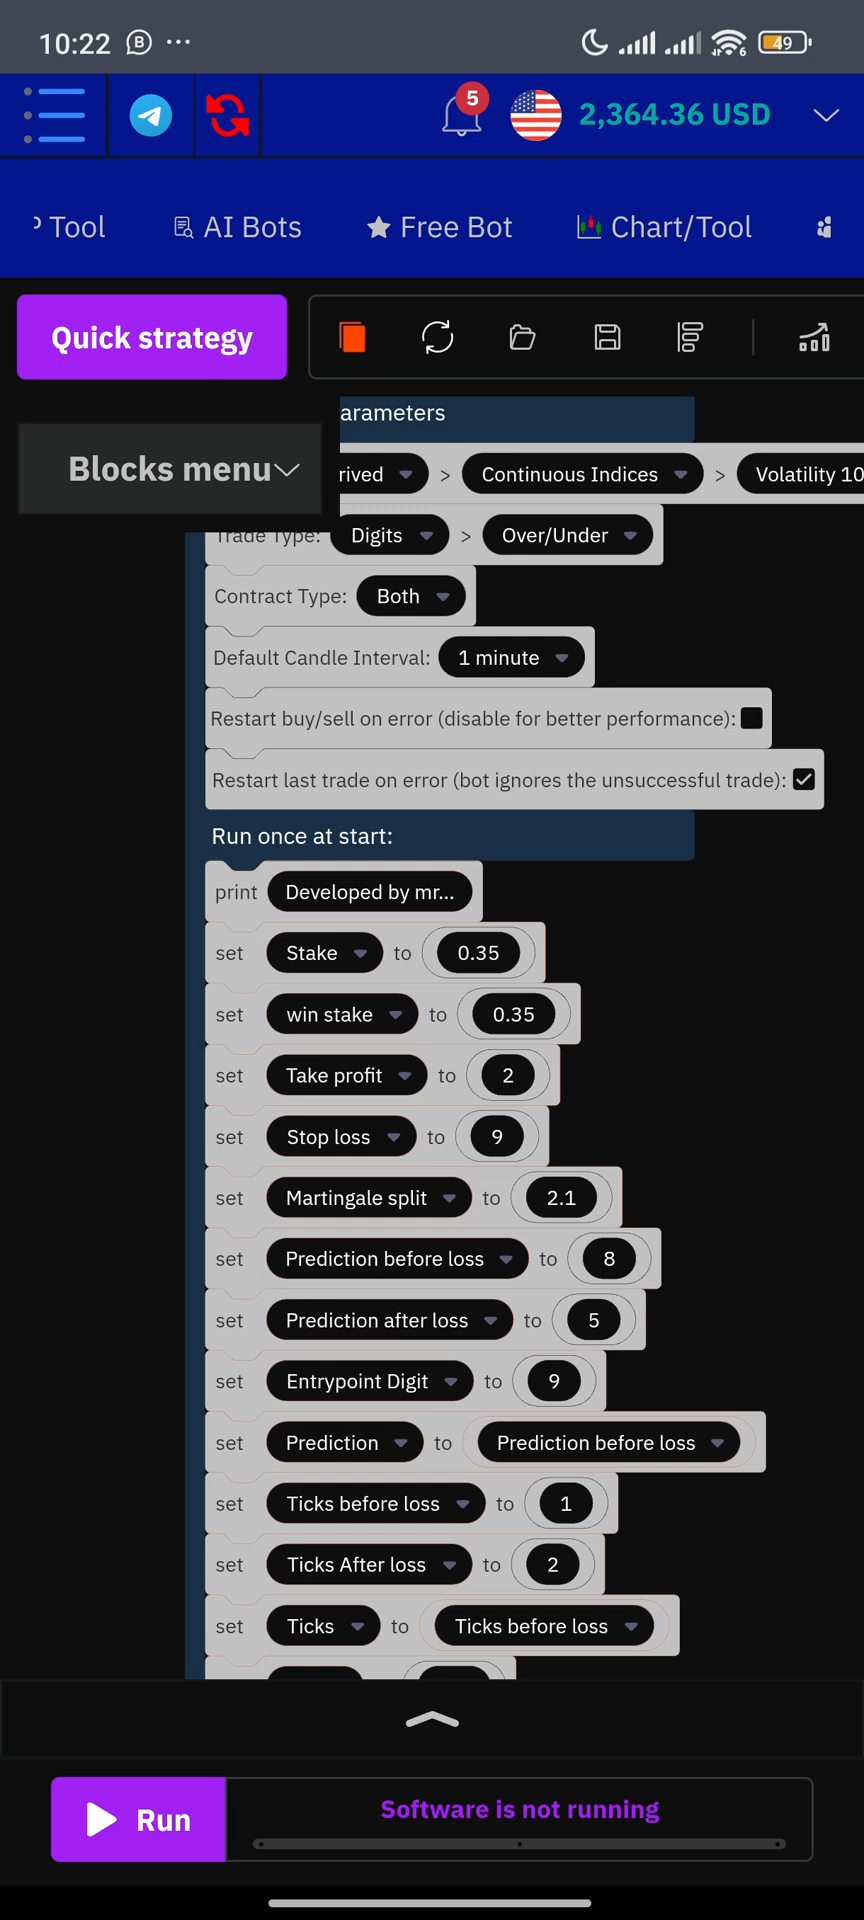 10:22
49
5
2,364.36 USD
Tool
AI Bots
Free Bot
Chart/Tool
Quick strategy
arameters
Blocks menu
rived > Continuous Indices > Volatility 10
Trade Type: Digits > Over/Under
Contract Type: Both
Default Candle Interval: 1 minute
Restart buy/sell on error (disable for better performance):
Restart last trade on error (bot ignores the unsuccessful trade):
Run once at start:
print Developed by mr...
set Stake to 0.35
set win stake to 0.35
set Take profit to 2
set Stop loss to 9
set Martingale split to 2.1
set Prediction before loss to 8
set Prediction after loss to 5
set Entrypoint Digit to 9
set Prediction to Prediction before loss
set Ticks before loss to 1
set Ticks After loss to 2
set Ticks to Ticks before loss
Run
Software is not running